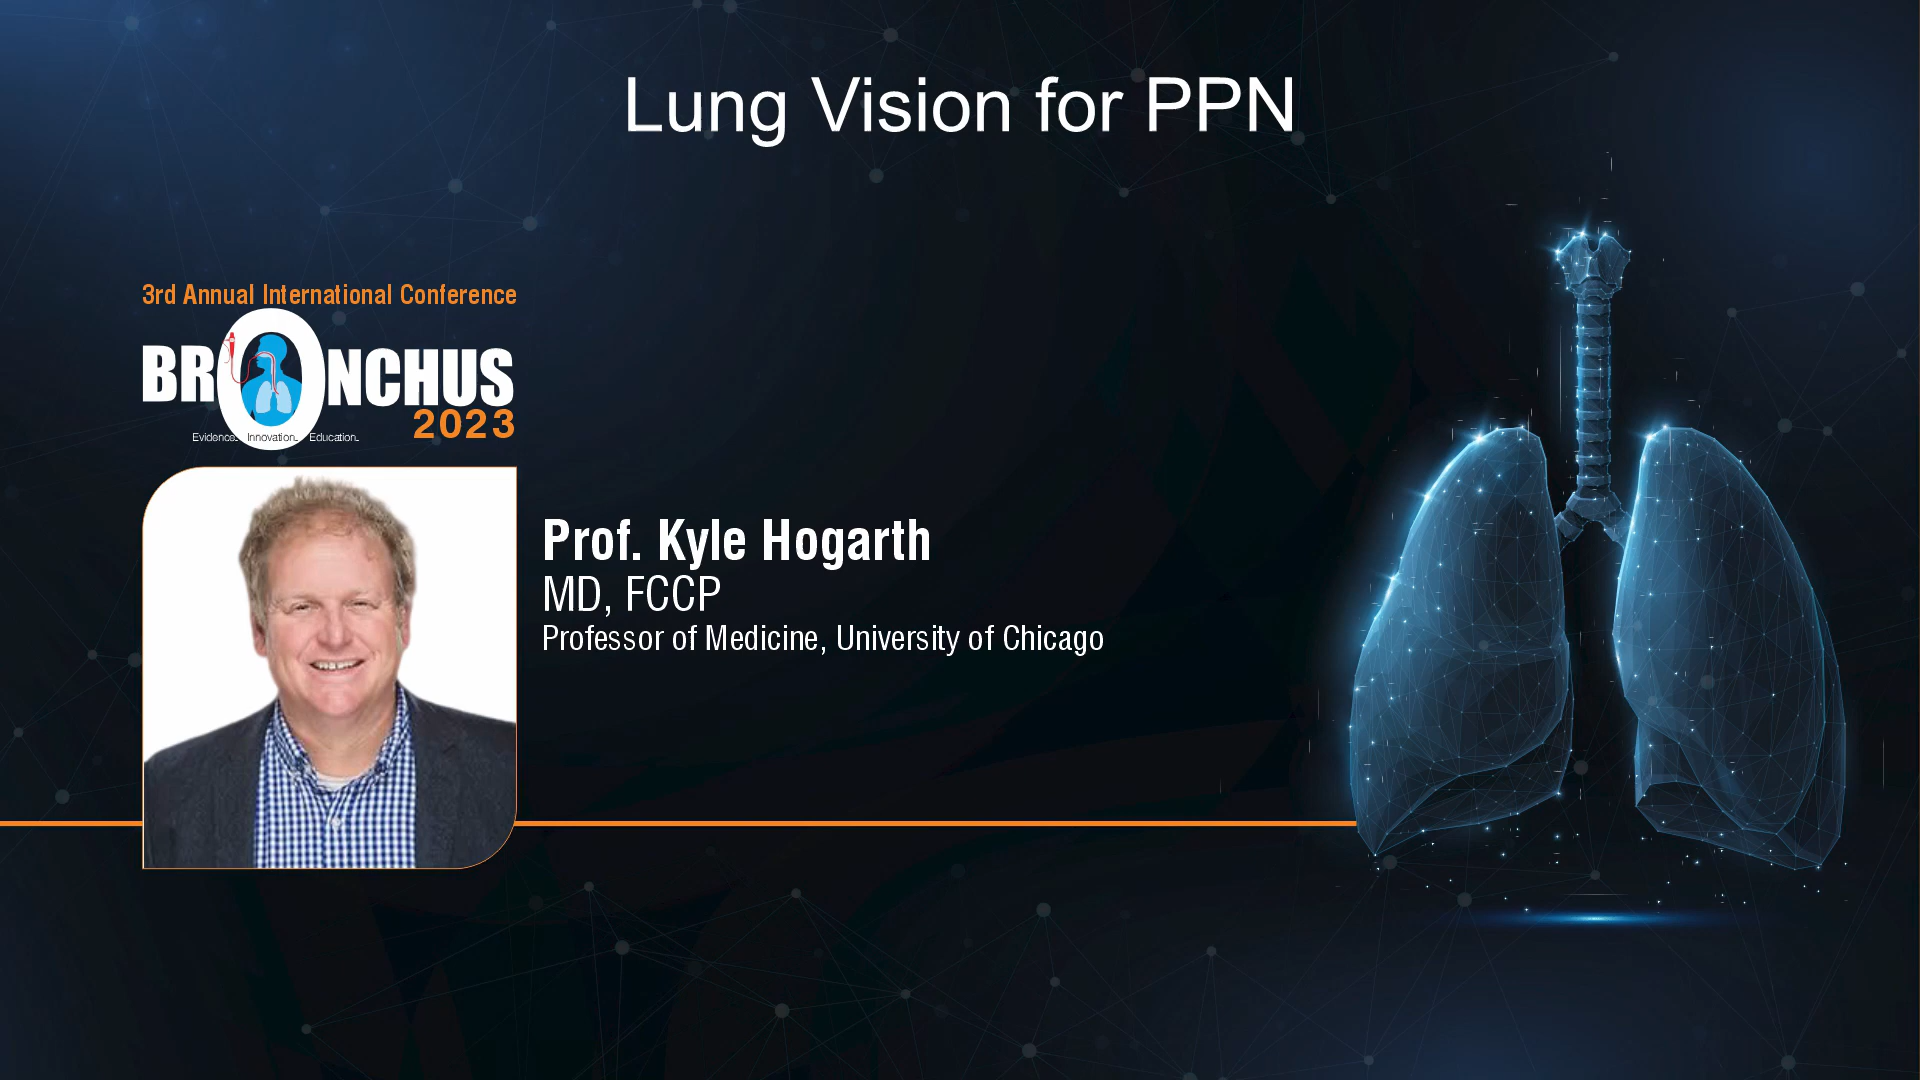 Lung Vision for PPN
3rd Annual International Conference
BRONCHUS
2023
Evidence. Innovation. Education.
Prof. Kyle Hogarth
MD, FCCP
Professor of Medicine, University of Chicago